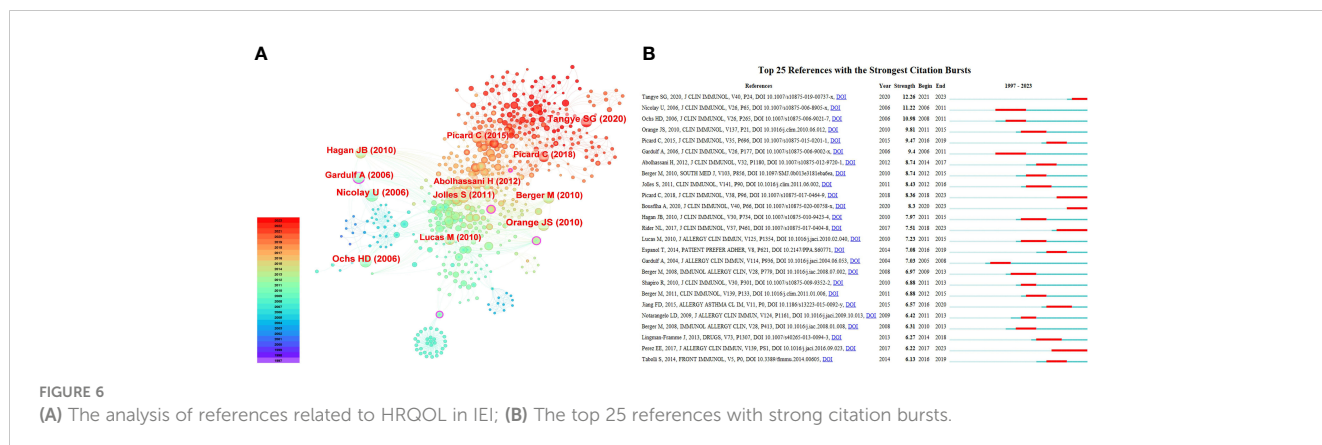 A
B
Tangye SG (2020)
Picard C (2015)
Hagan JB (2010)
Picard C (2018)
Gardulf A (2006)
Abolhassani H (2012)
Nicolay U (2006)
Jolles S (2011)
Berger M (2010)
Orange JS (2010)
Lucas M (2010)
Ochs HD (2006)
Top 25 References with the Strongest Citation Bursts
References Year Strength Begin End 1997 - 2023
Tangye SG, 2020, J CLIN IMMUNOL, V40, P24, DOI 10.1007/s10875-019-00737-x, DOI 2020 12.26 2021 2023
Nicolay U, 2006, J CLIN IMMUNOL, V26, P65, DOI 10.1007/s10875-006-8905-x, DOI 2006 11.22 2006 2011
Ochs HD, 2006, J CLIN IMMUNOL, V26, P265, DOI 10.1007/s10875-006-9021-7, DOI 2006 10.98 2008 2011
Orange JS, 2010, CLIN IMMUNOL, V137, P21, DOI 10.1016/j.clim.2010.06.012, DOI 2010 9.81 2011 2015
Picard C, 2015, J CLIN IMMUNOL, V35, P696, DOI 10.1007/s10875-015-0201-1, DOI 2015 9.47 2016 2019
Gardulf A, 2006, J CLIN IMMUNOL, V26, P177, DOI 10.1007/s10875-006-9002-x, DOI 2006 9.4 2006 2011
Abolhassani H, 2012, J CLIN IMMUNOL, V32, P1180, DOI 10.1007/s10875-012-9720-1, DOI 2012 8.74 2014 2017
Berger M, 2010, SOUTH MED J, V103, P856, DOI 2010 8.74 2012 2015
Jolles S, 2011, CLIN IMMUNOL, V141, P90, DOI 10.1016/j.clim.2011.06.002, DOI 2011 8.43 2012 2016
Picard C, 2018, J CLIN IMMUNOL, V38, P96, DOI 10.1007/s10875-017-0464-9, DOI 2018 8.36 2018 2023
Bousfiha A, 2020, J CLIN IMMUNOL, V40, P66, DOI 10.1007/s10875-020-00758-x, DOI 2020 8.3 2020 2023
Hagan JB, 2010, J CLIN IMMUNOL, V30, P734, DOI 10.1007/s10875-010-9423-4, DOI 2010 7.97 2011 2015
Rider NL, 2017, J CLIN IMMUNOL, V37, P461, DOI 10.1007/s10875-017-0404-8, DOI 2017 7.51 2018 2023
Lucas M, 2010, J ALLERGY CLIN IMMUN, V125, P1354, DOI 10.1016/j.jaci.2010.02.040, DOI 2010 7.23 2011 2015
Espanol T, 2014, PATIENT PREFER ADHER, V8, P621, DOI 10.2147/PPA.S60771, DOI 2014 7.08 2016 2019
Gardulf A, 2004, J ALLERGY CLIN IMMUN, V114, P936, DOI 10.1016/j.jaci.2004.06.053, DOI 2004 7.03 2005 2008
Berger M, 2008, IMMUNOL ALLERGY CLIN, V28, P779, DOI 10.1016/j.iac.2008.07.002, DOI 2008 6.97 2009 2013
Shapiro R, 2010, J CLIN IMMUNOL, V30, P301, DOI 10.1007/s10875-009-9352-2, DOI 2010 6.88 2011 2013
Berger M, 2011, CLIN IMMUNOL, V139, P133, DOI 10.1016/j.clim.2011.01.006, DOI 2011 6.88 2012 2015
Jiang FD, 2015, ALLERGY ASTHMA CL IM, V11, P0, DOI 10.1186/s13223-015-0092-y, DOI 2015 6.57 2016 2020
Notarangelo LD, 2009, J ALLERGY CLIN IMMUN, V124, P1161, DOI 10.1016/j.jaci.2009.10.013, DOI 2009 6.42 2011 2013
Berger M, 2008, IMMUNOL ALLERGY CLIN, V28, P413, DOI 10.1016/j.iac.2008.01.008, DOI 2008 6.31 2010 2013
Lingman-Framme J, 2013, DRUGS, V73, P1307, DOI 10.1007/s40265-013-0094-3, DOI 2013 6.27 2014 2018
Perez EE, 2017, J ALLERGY CLIN IMMUN, V139, PS1, DOI 10.1016/j.jaci.2016.09.023, DOI 2017 6.22 2017 2023
Tabolli S, 2014, FRONT IMMUNOL, V5, P0, DOI 10.3389/fimmu.2014.00605, DOI 2014 6.13 2016 2019
FIGURE 6
(A) The analysis of references related to HRQOL in IEI; (B) The top 25 references with strong citation bursts.